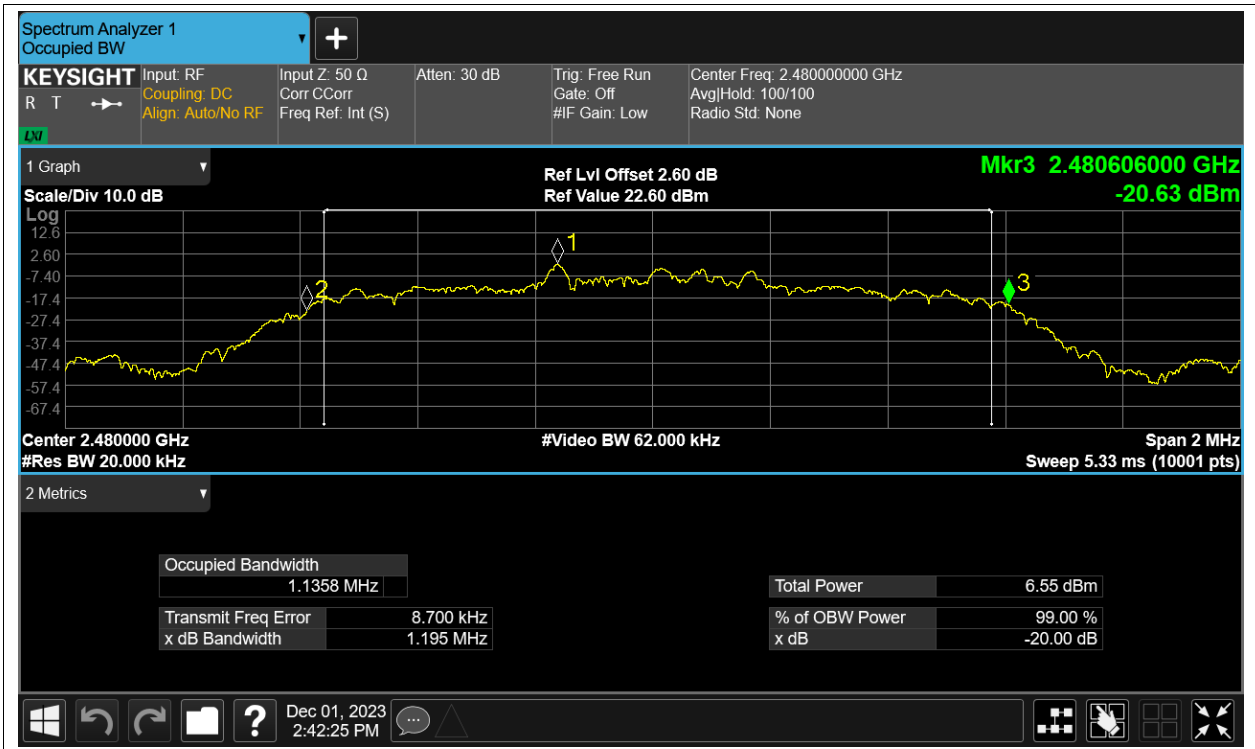 Spectrum Analyzer 1
Occupied BW
KEYSIGHT
R T
LXI
Input: RF
Coupling: DC
Align: Auto/No RF
Input Z: 50 Ω
Corr CCorr
Freq Ref: Int (S)
Atten: 30 dB
Trig: Free Run
Gate: Off
#IF Gain: Low
Center Freq: 2.480000000 GHz
Avg|Hold: 100/100
Radio Std: None
1 Graph
Scale/Div 10.0 dB
Ref Lvl Offset 2.60 dB
Ref Value 22.60 dBm
Mkr3 2.480606000 GHz
-20.63 dBm
Log
12.6
2.60
-7.40
-17.4
-27.4
-37.4
-47.4
-57.4
-67.4
1
2
3
Center 2.480000 GHz
#Res BW 20.000 kHz
#Video BW 62.000 kHz
Span 2 MHz
Sweep 5.33 ms (10001 pts)
2 Metrics
Occupied Bandwidth
1.1358 MHz
Transmit Freq Error 8.700 kHz
x dB Bandwidth 1.195 MHz
Total Power 6.55 dBm
% of OBW Power 99.00 %
x dB -20.00 dB
?
Dec 01, 2023
2:42:25 PM